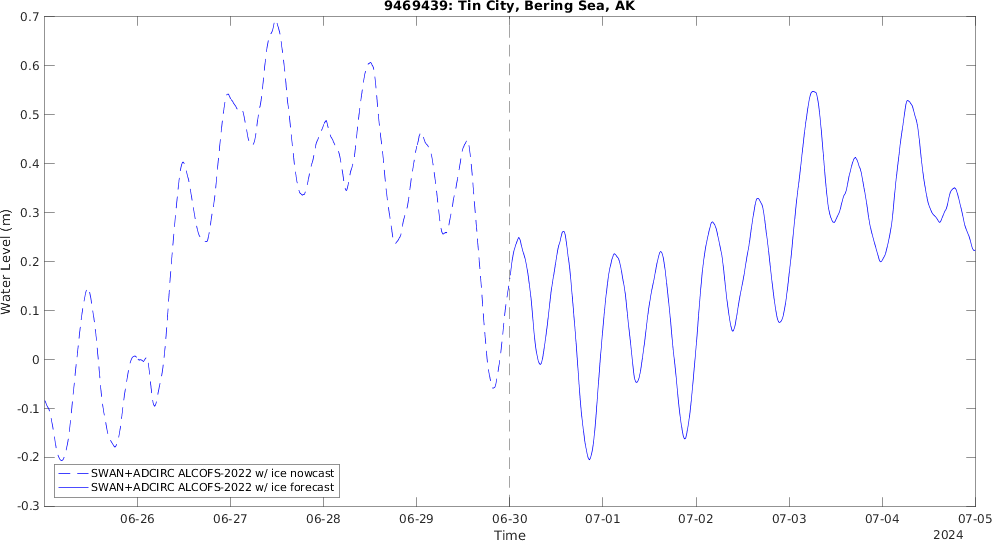 9469439: Tin City, Bering Sea, AK
0.7
0.6
0.5
0.4
0.3
0.2
0.1
0
-0.1
-0.2
-0.3
Water Level (m)
SWAN+ADCIRC ALCOFS-2022 w/ ice nowcast
SWAN+ADCIRC ALCOFS-2022 w/ ice forecast
06-26 06-27 06-28 06-29 06-30 07-01 07-02 07-03 07-04 07-05
Time
2024